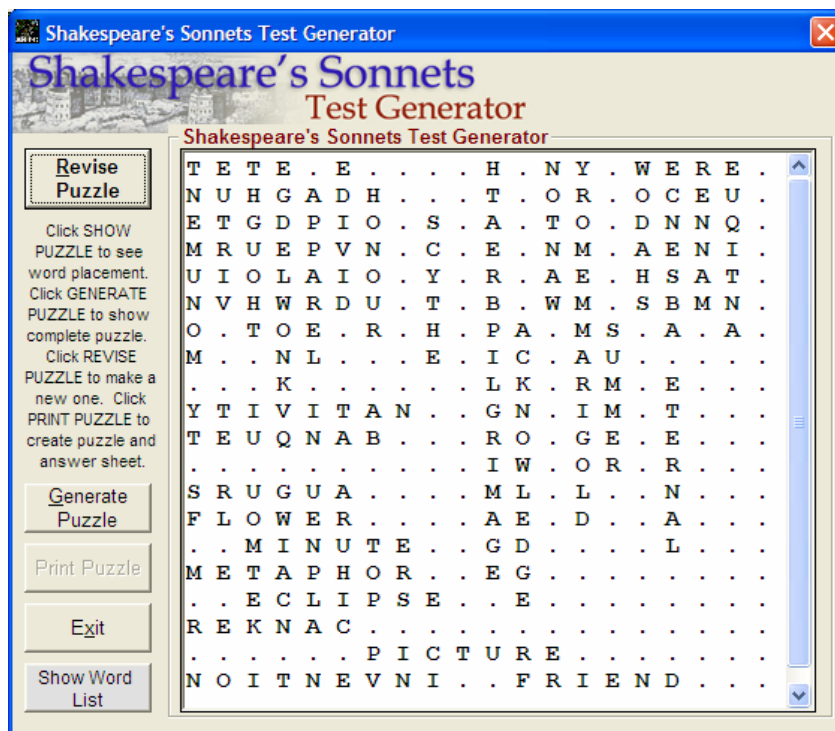 Shakespeare's Sonnets Test Generator
Shakespeare's Sonnets
Test Generator
Shakespeare's Sonnets Test Generator
Revise
Puzzle
Click SHOW
PUZZLE to see
word placement.
Click GENERATE
PUZZLE to show
complete puzzle.
Click REVISE
PUZZLE to make a
new one. Click
PRINT PUZZLE to
create puzzle and
answer sheet.
Generate
Puzzle
Print Puzzle
Exit
Show Word
List
T E T E . E . . . . H . N Y . W E R E .
N U H G A D H . . . T . O R . O C E U .
E T G D P I O . S . A . T O . D N N Q .
M R U E P V N . C . E . N M . A E N I .
U I O L A I O . Y . R . A E . H S A T .
N V H W R D U . T . B . W M . S B M N .
O . T O E . R . H . P A . M S . A . A .
M . . N L . . . E . I C . A U . . . . .
. . . K . . . . . . L K . R M . E . . .
Y T I V I T A N . . G N . I M . T . . .
T E U Q N A B . . . R O . G E . E . . .
. . . . . . . . . . I W . O R . R . . .
S R U G U A . . . . M L . L . . N . . .
F L O W E R . . . . A E . D . . A . . .
. . M I N U T E . . G D . . . . L . . .
M E T A P H O R . . E G . . . . . . . .
. . E C L I P S E . . E . . . . . . . .
R E K N A C . . . . . . . . . . . . . .
. . . . . . P I C T U R E . . . . . . .
N O I T N E V N I . . F R I E N D . . .